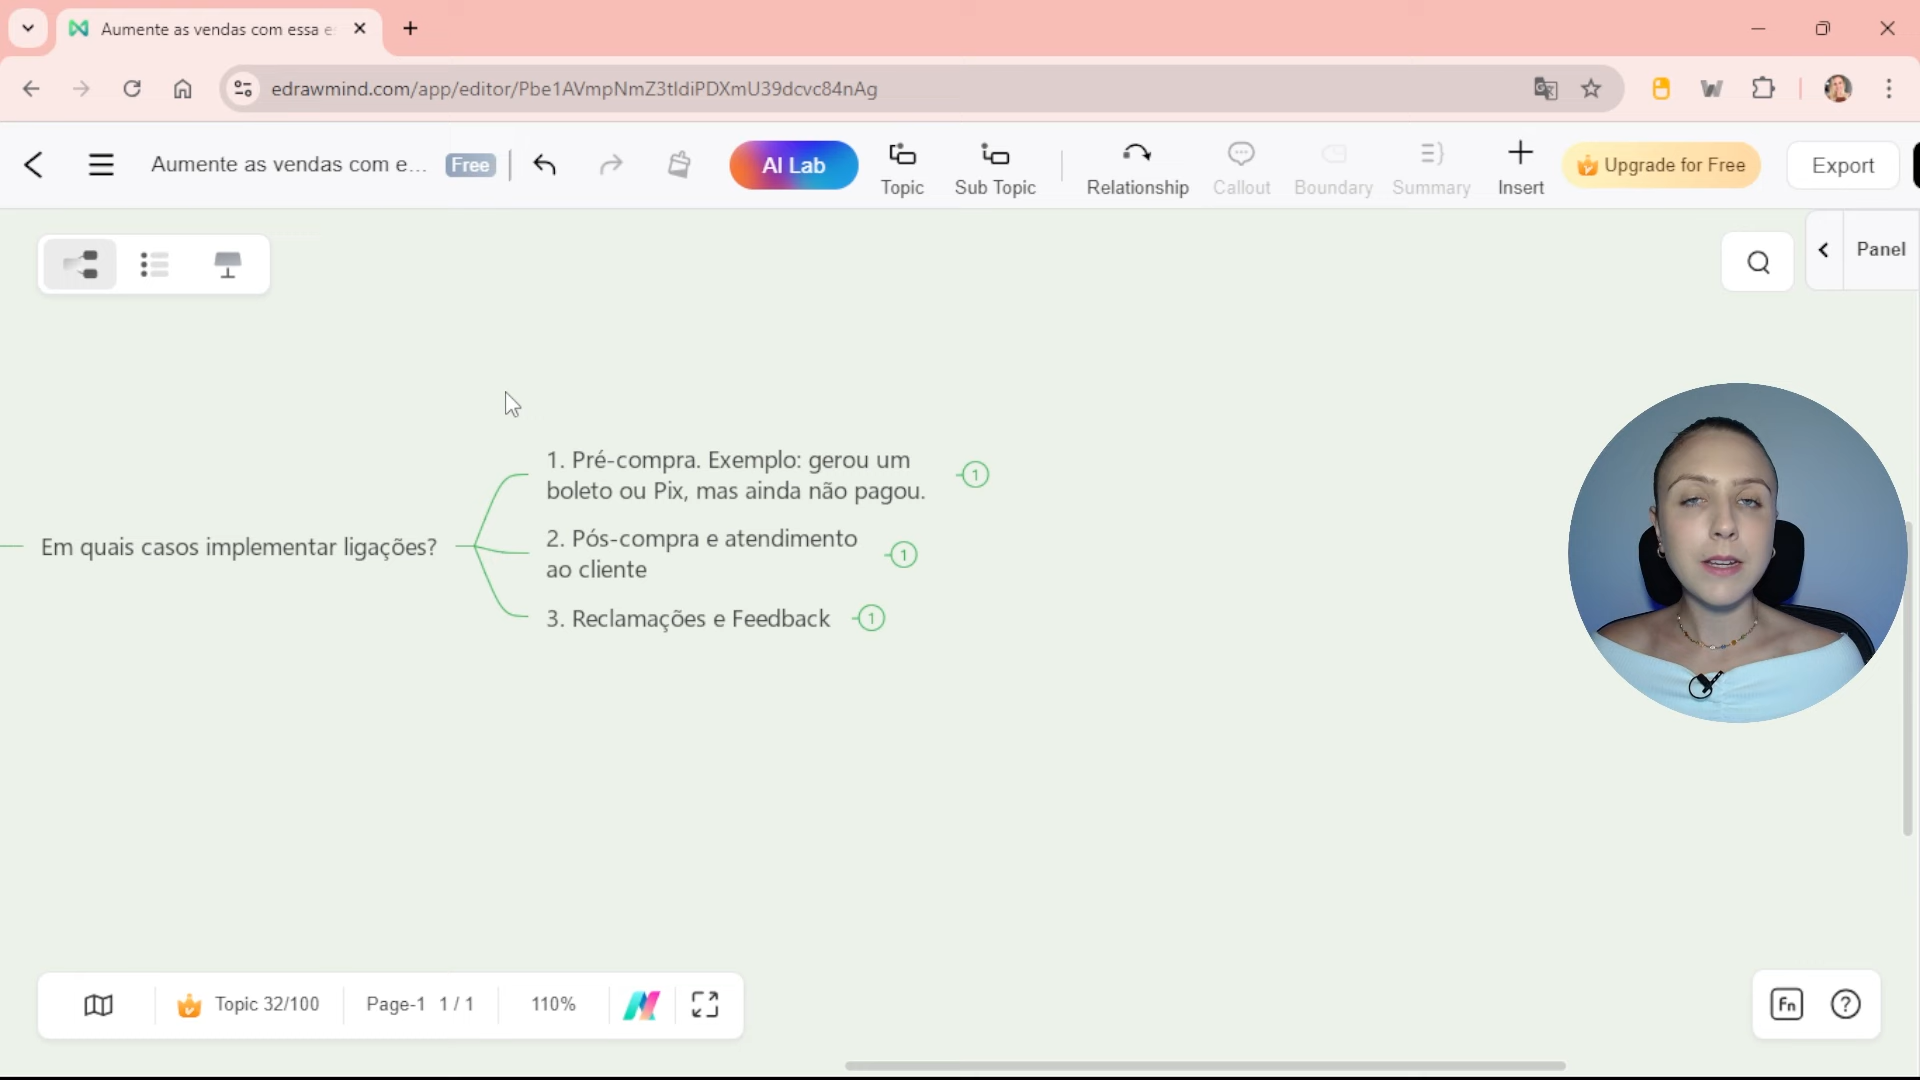 Aumente as vendas com essa e
edrawmind.com/app/editor/Pbe1AVmpNmZ3tIdiPDXmU39dcvc84nAg
Aumente as vendas com e...
Free
AI Lab
Topic
Sub Topic
Relationship
Callout
Boundary
Summary
Insert
Upgrade for Free
Export
Panel
1. Pré-compra. Exemplo: gerou um
boleto ou Pix, mas ainda não pagou.
1
Em quais casos implementar ligações?
2. Pós-compra e atendimento
ao cliente
1
3. Reclamações e Feedback
1
Topic 32/100
Page-1 1 / 1
110%
Fn